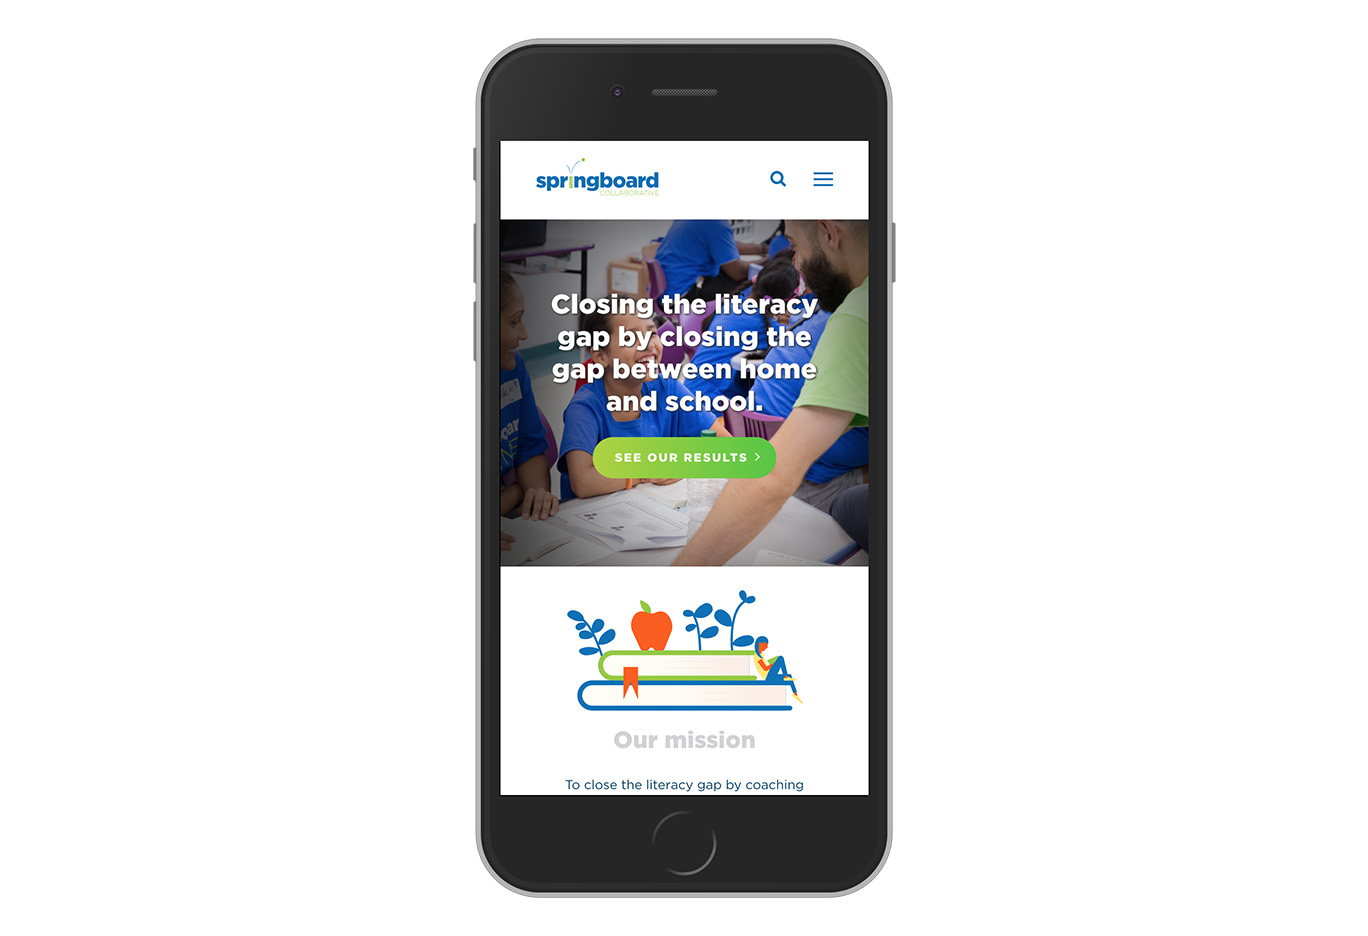 springboard
COLLABORATIVE
Closing the literacy
gap by closing the
gap between home
and school.
SEE OUR RESULTS >
Our mission
To close the literacy gap by coaching